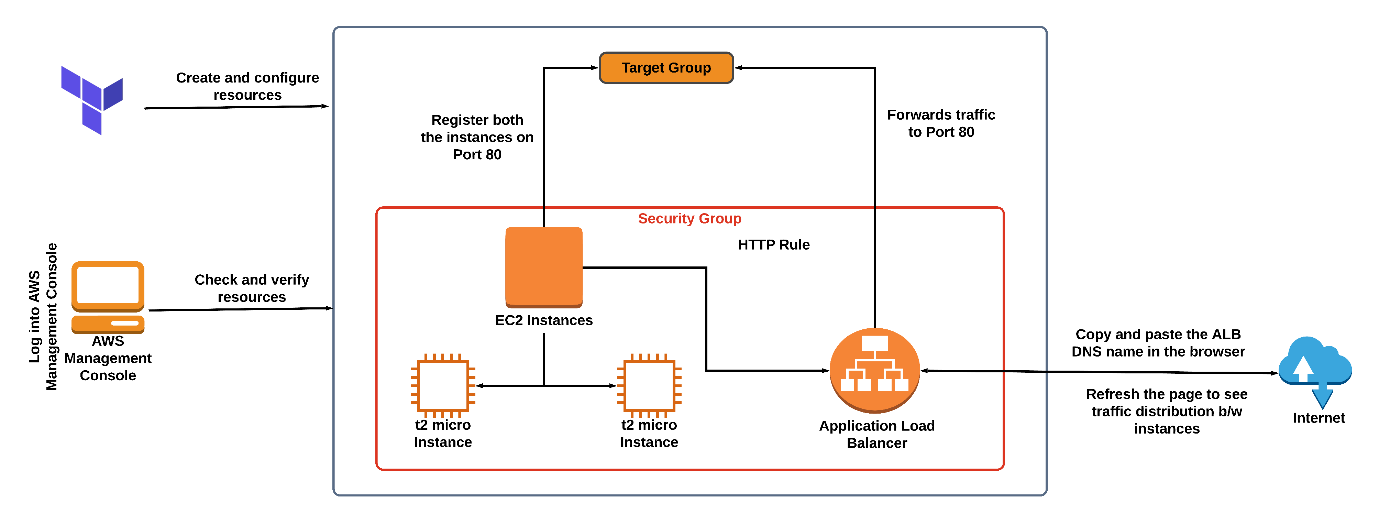 Create and configure
resources
Target Group
Register both
the instances on
Port 80
Forwards traffic
to Port 80
Security Group
HTTP Rule
Log into AWS
Management Console
Check and verify
resources
AWS
Management
Console
EC2 Instances
t2 micro
Instance
t2 micro
Instance
Application Load
Balancer
Copy and paste the ALB
DNS name in the browser
Refresh the page to see
traffic distribution b/w
instances
Internet